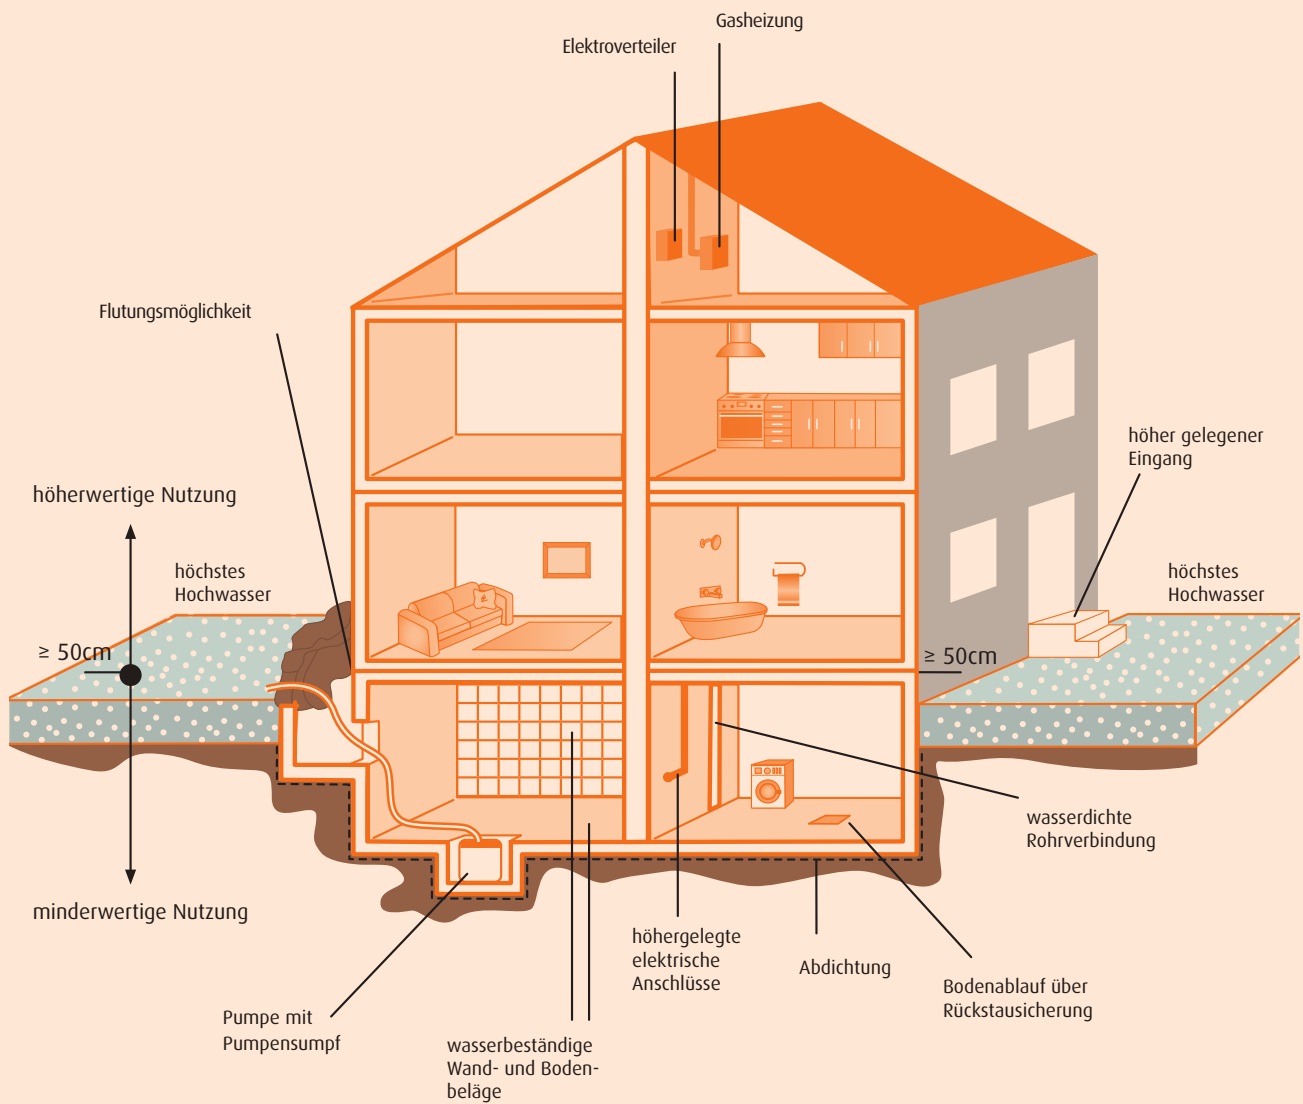 Gasheizung
Elektroverteiler
Flutungsmöglichkeit
höher gelegener
Eingang
höherwertige Nutzung
höchstes
Hochwasser
höchstes
Hochwasser
≥ 50cm
≥ 50cm
wasserdichte
Rohrverbindung
minderwertige Nutzung
höhergelegte
elektrische
Anschlüsse
Abdichtung
Bodenablauf über
Rückstausicherung
Pumpe mit
Pumpensumpf
wasserbeständige
Wand- und Boden-
beläge